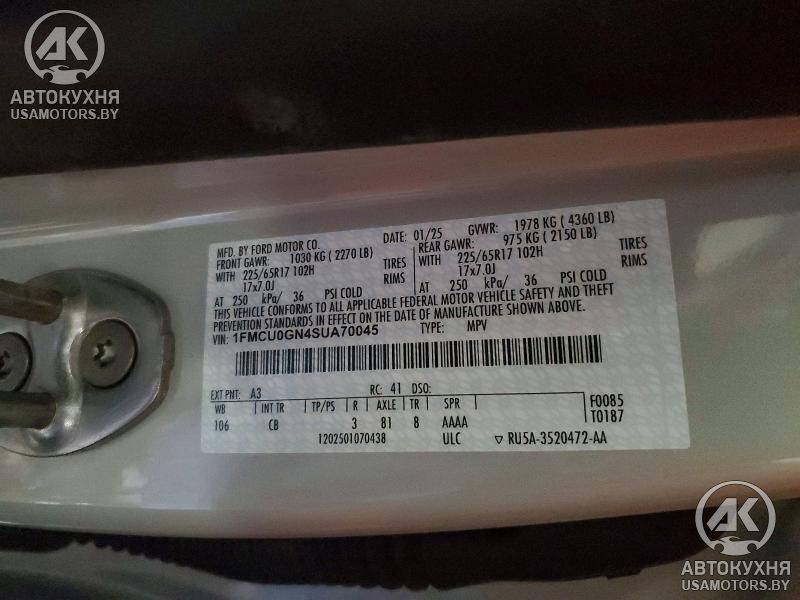 AK
АВТОКУХНЯ
USAMOTORS.BY
MFD. BY FORD MOTOR CO. DATE: 01/25 GVWR: 1978 KG ( 4360 LB)
FRONT GAWR: 1030 KG ( 2270 LB) REAR GAWR: 975 KG ( 2150 LB)
WITH 225/65R17 102H TIRES WITH 225/65R17 102H TIRES
17x7.0J RIMS 17x7.0J RIMS
AT 250 kPa/ 36 PSI COLD AT 250 kPa/ 36 PSI COLD
THIS VEHICLE CONFORMS TO ALL APPLICABLE FEDERAL MOTOR VEHICLE SAFETY AND THEFT
PREVENTION STANDARDS IN EFFECT ON THE DATE OF MANUFACTURE SHOWN ABOVE.
VIN: 1FMCU0GN4SUA70045 TYPE: MPV
EXT PNT: A3 RC: 41 DSO:
WB INT TR TP/PS R AXLE TR SPR F0085
106 CB 3 81 8 AAAA T0187
1202501070438 ULC ▽ RU5A-3520472-AA
AK
АВТОКУХНЯ
USAMOTORS.BY